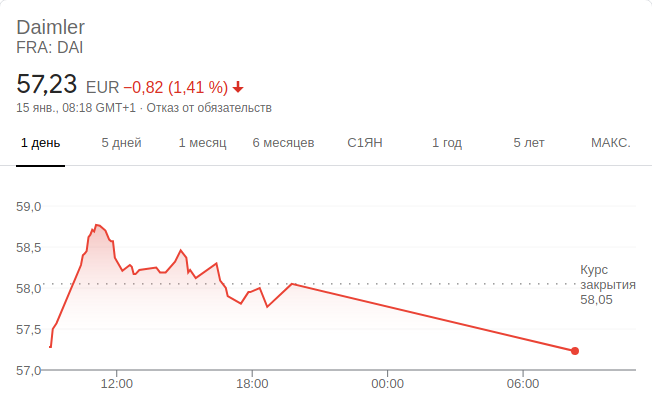 Daimler
FRA: DAI
57,23 EUR −0,82 (1,41 %)
15 янв., 08:18 GMT+1 · Отказ от обязательств
1 день 5 дней 1 месяц 6 месяцев С1ЯН 1 год 5 лет МАКС.
59,0
58,5
58,0
57,5
57,0
Курс
закрытия
58,05
12:00 18:00 00:00 06:00